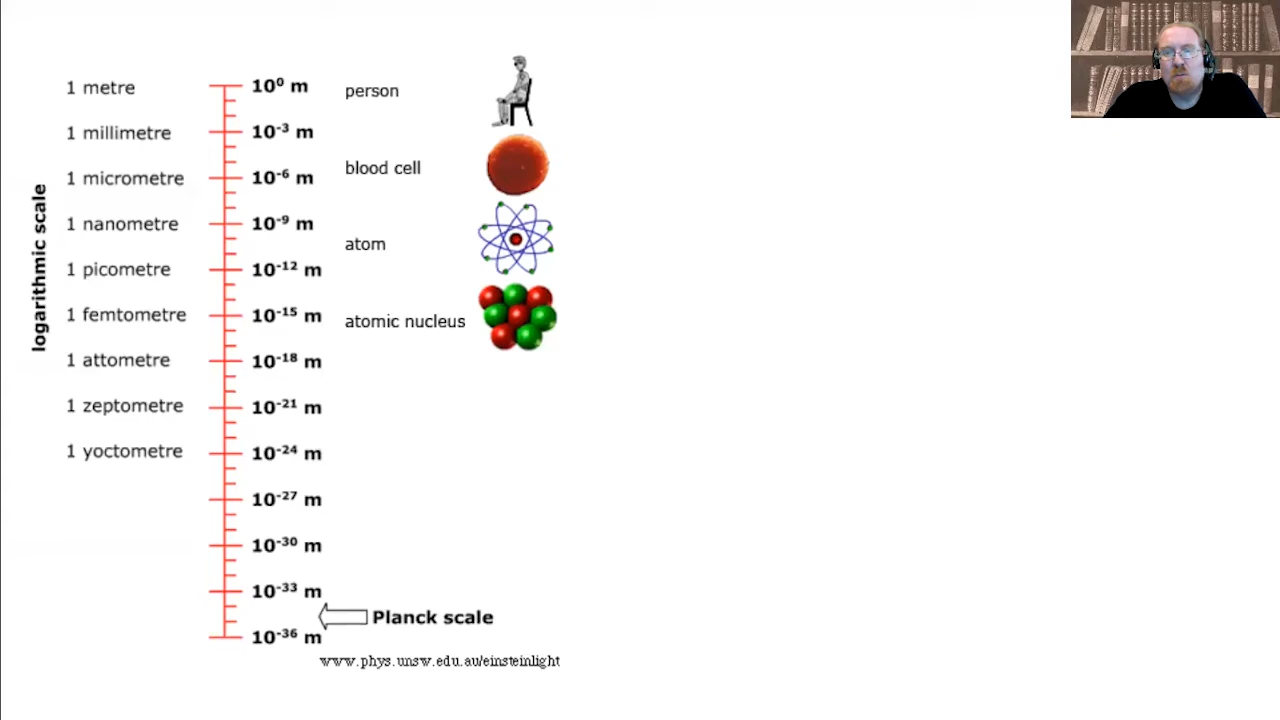 1 metre 10⁰ m person
1 millimetre 10⁻³ m
blood cell
1 micrometre 10⁻⁶ m
1 nanometre 10⁻⁹ m
atom
1 picometre 10⁻¹² m
1 femtometre 10⁻¹⁵ m atomic nucleus
1 attometre 10⁻¹⁸ m
1 zeptometre 10⁻²¹ m
1 yoctometre 10⁻²⁴ m
10⁻²⁷ m
10⁻³⁰ m
10⁻³³ m
Planck scale
10⁻³⁶ m
www.phys.unsw.edu.au/einsteinlight
logarithmic scale